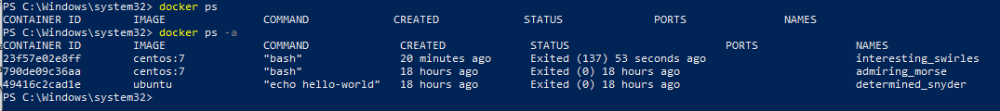 PS C:\Windows\system32> docker ps
CONTAINER ID IMAGE COMMAND CREATED STATUS PORTS NAMES
PS C:\Windows\system32> docker ps -a
CONTAINER ID IMAGE COMMAND CREATED STATUS PORTS NAMES
23f57e02e8ff centos:7 "bash" 20 minutes ago Exited (137) 53 seconds ago interesting_swirles
790de09c36aa centos:7 "bash" 18 hours ago Exited (0) 18 hours ago admiring_morse
49416c2cad1e ubuntu "echo hello-world" 18 hours ago Exited (0) 18 hours ago determined_snyder
PS C:\Windows\system32>